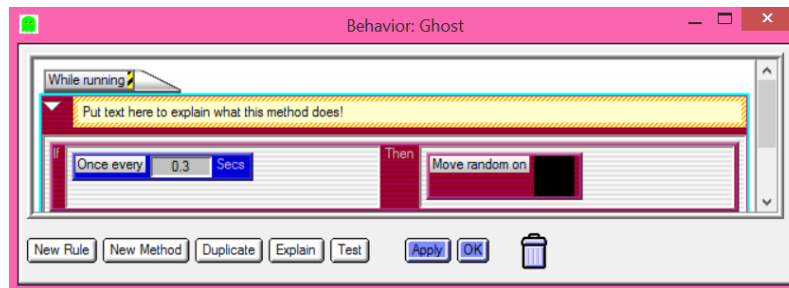 Behavior: Ghost
While running
Put text here to explain what this method does!
If Once every 0.3 Secs Then Move random on
New Rule New Method Duplicate Explain Test Apply OK